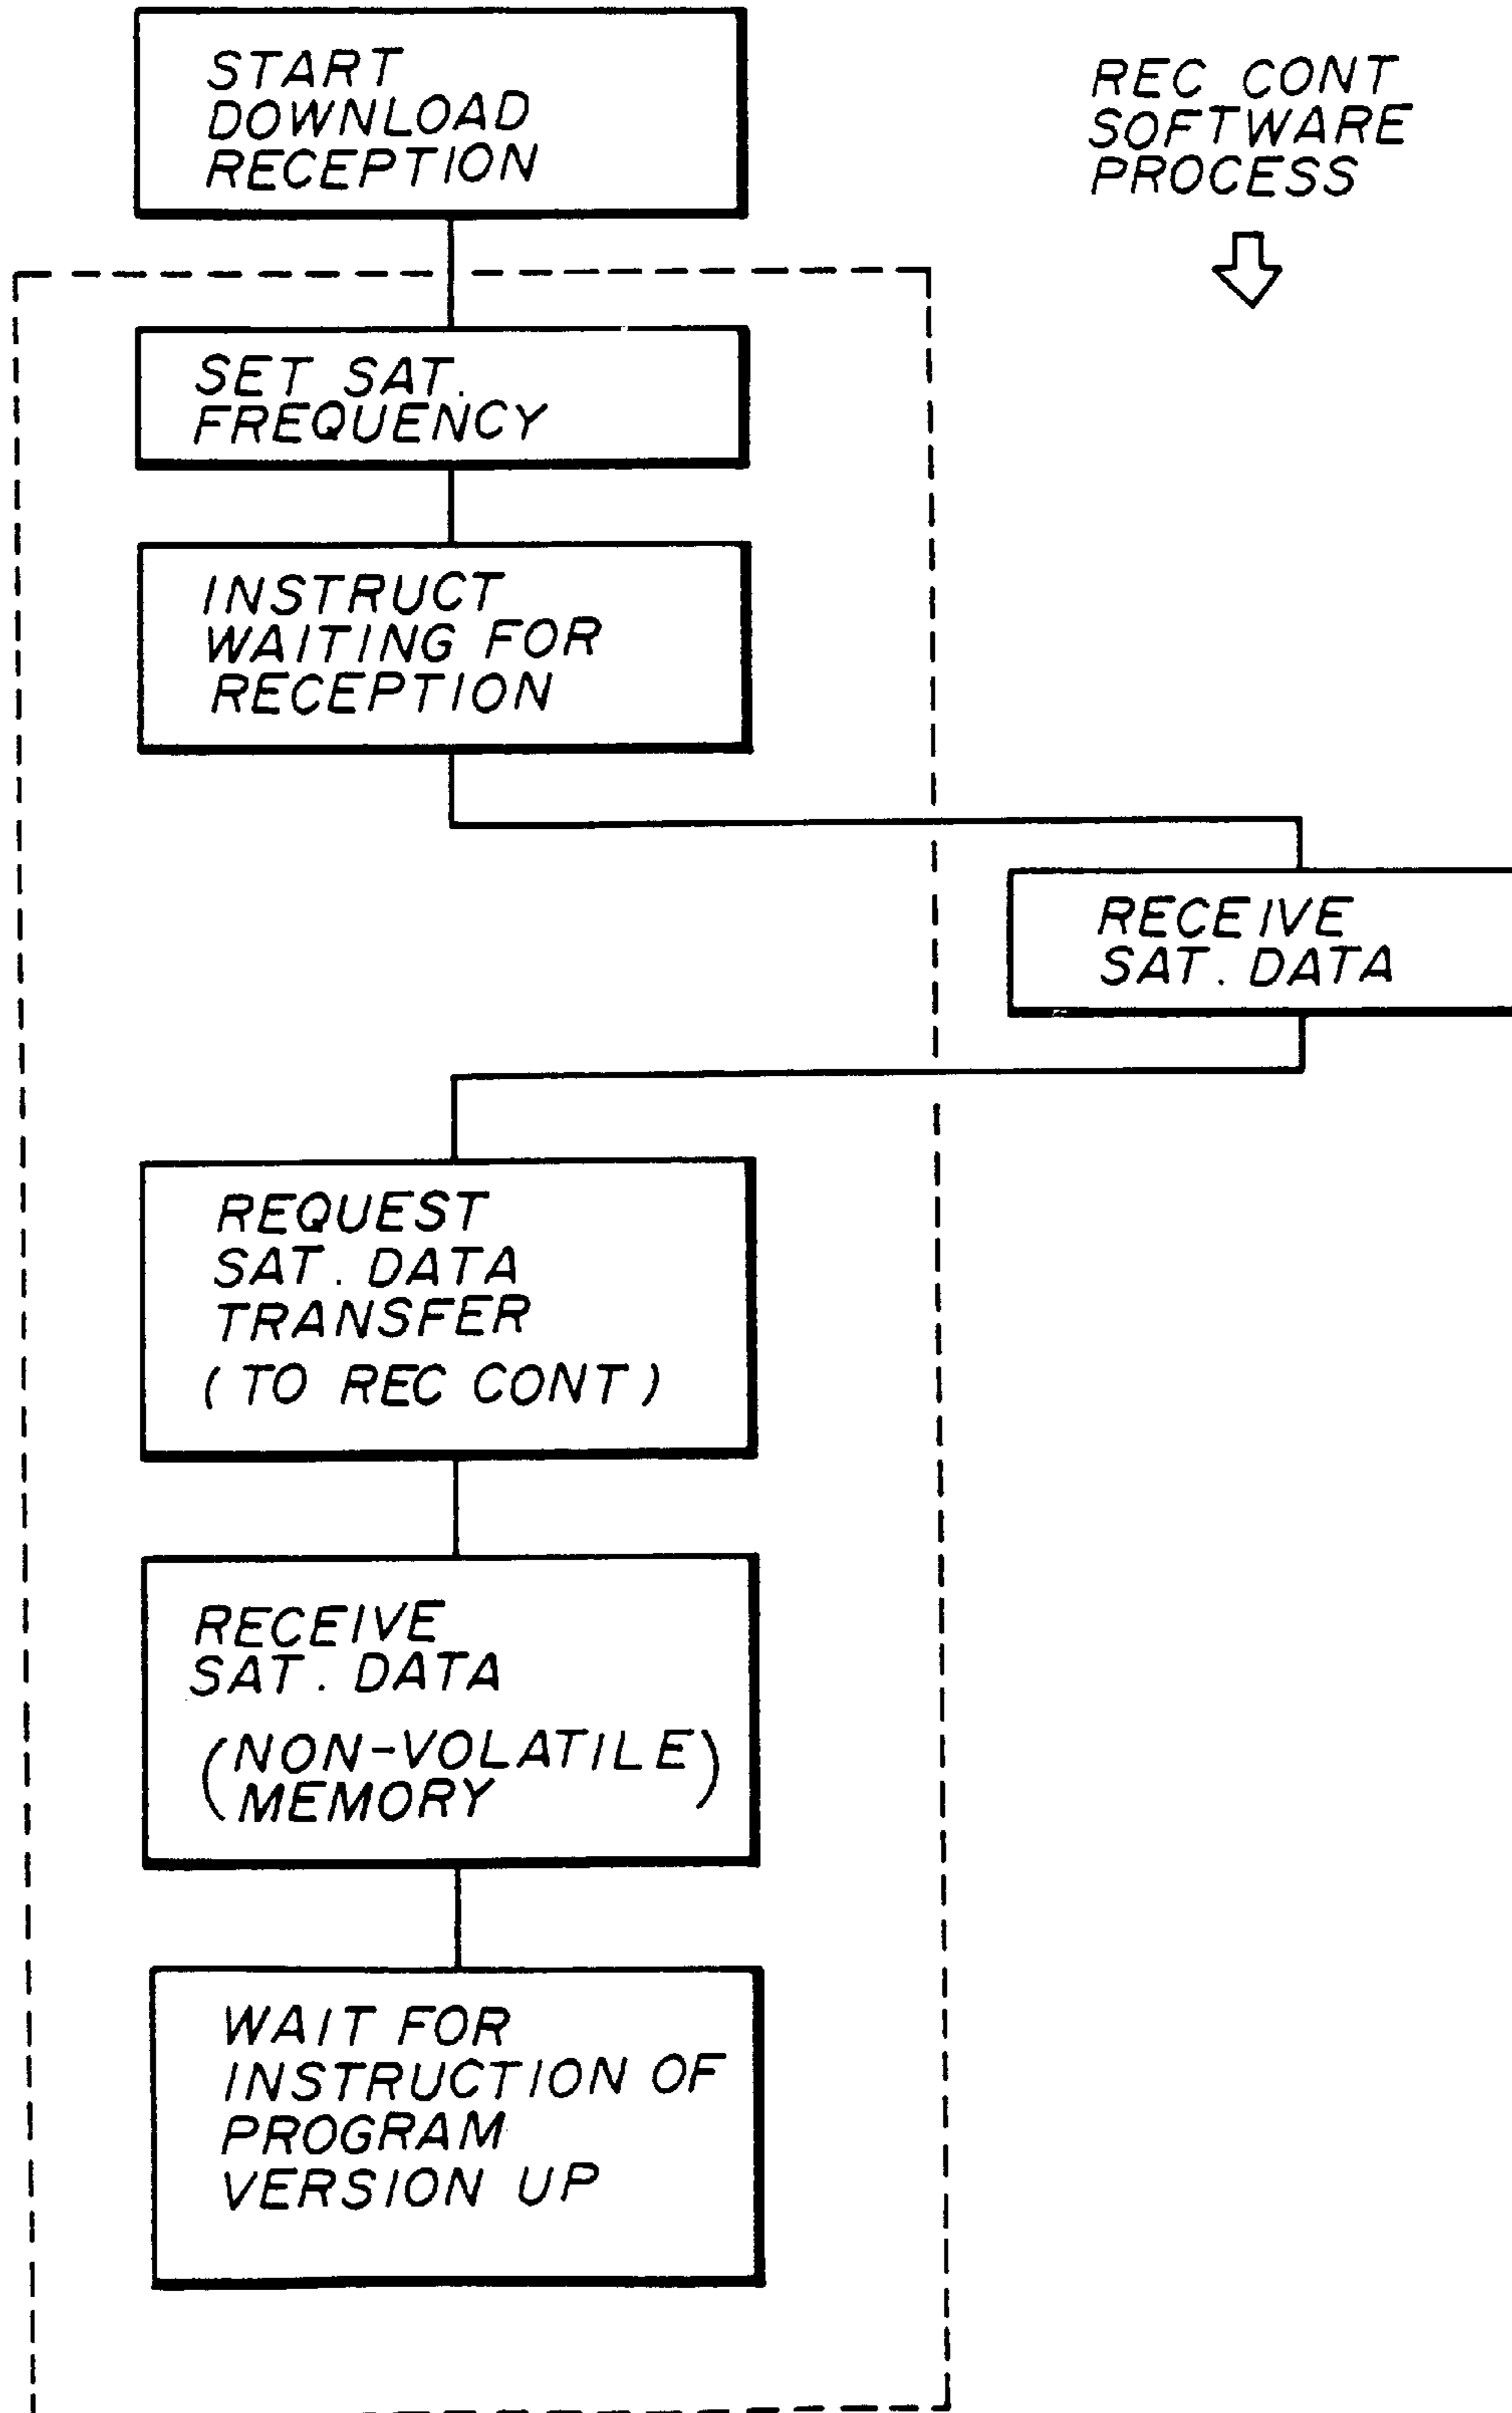 START
DOWNLOAD
RECEPTION
REC CONT
SOFTWARE
PROCESS
SET SAT.
FREQUENCY
INSTRUCT
WAITING FOR
RECEPTION
RECEIVE
SAT. DATA
REQUEST
SAT. DATA
TRANSFER
(TO REC CONT)
RECEIVE
SAT. DATA
(NON-VOLATILE
MEMORY)
WAIT FOR
INSTRUCTION OF
PROGRAM
VERSION UP